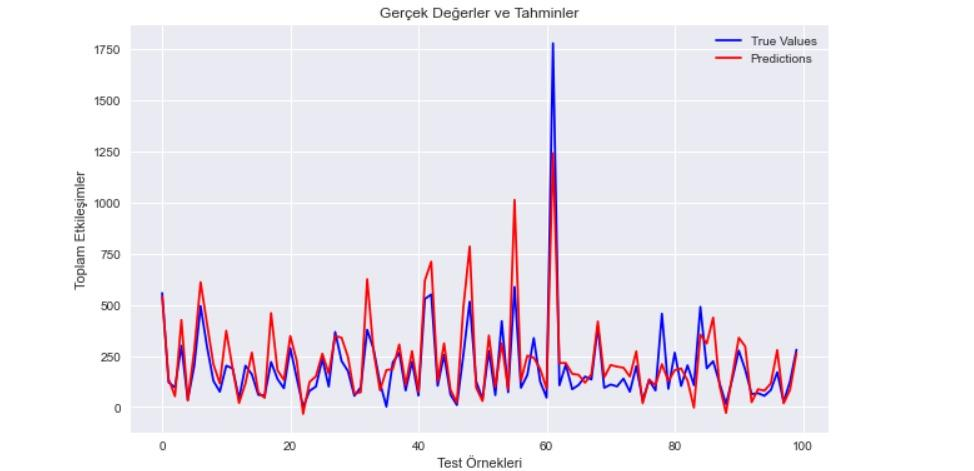 Gerçek Değerler ve Tahminler
True Values
Predictions
Toplam Etkileşimler
1750
1500
1250
1000
750
500
250
0
0 20 40 60 80 100
Test Örnekleri